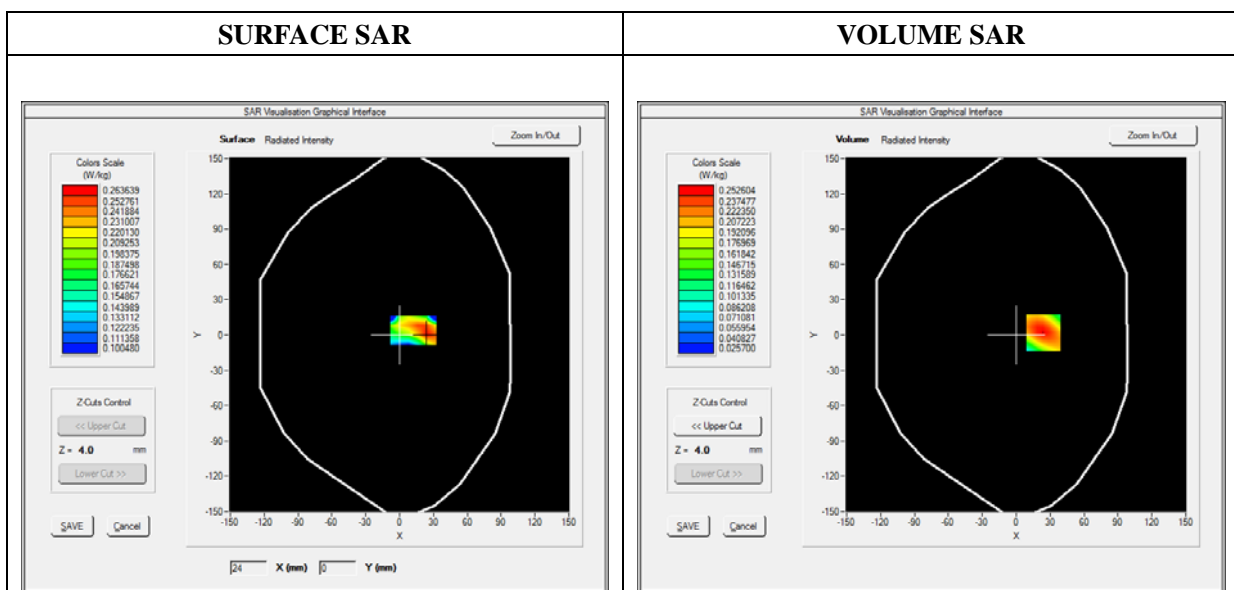 SURFACE SAR
VOLUME SAR
SAR Visualisation Graphical Interface
Surface Radiated Intensity
Zoom In/Out
Colors Scale
(W/kg)
0.263639
0.252761
0.241884
0.231007
0.220130
0.209253
0.198375
0.187498
0.176621
0.165744
0.154867
0.143989
0.133112
0.122235
0.111358
0.100480
150
120
90
60
30
0
-30
-60
-90
-120
-150
Y
-150 -120 -90 -60 -30 0 30 60 90 120 150
X
Z-Cuts Control
<< Upper Cut
Z = 4.0 mm
Lower Cut >>
SAVE Cancel
24 X (mm) 0 Y (mm)
SAR Visualisation Graphical Interface
Volume Radiated Intensity
Zoom In/Out
Colors Scale
(W/kg)
0.252604
0.237477
0.222350
0.207223
0.192096
0.176969
0.161842
0.146715
0.131589
0.116462
0.101335
0.086208
0.071081
0.055954
0.040827
0.025700
150
120
90
60
30
0
-30
-60
-90
-120
-150
Y
-150 -120 -90 -60 -30 0 30 60 90 120 150
X
Z-Cuts Control
<< Upper Cut
Z = 4.0 mm
Lower Cut >>
SAVE Cancel